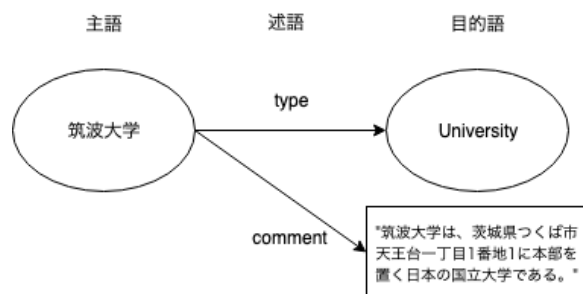 主語 述語 目的語
type
筑波大学 University
comment
"筑波大学は、茨城県つくば市
天王台一丁目1番地1に本部を
置く日本の国立大学である。"